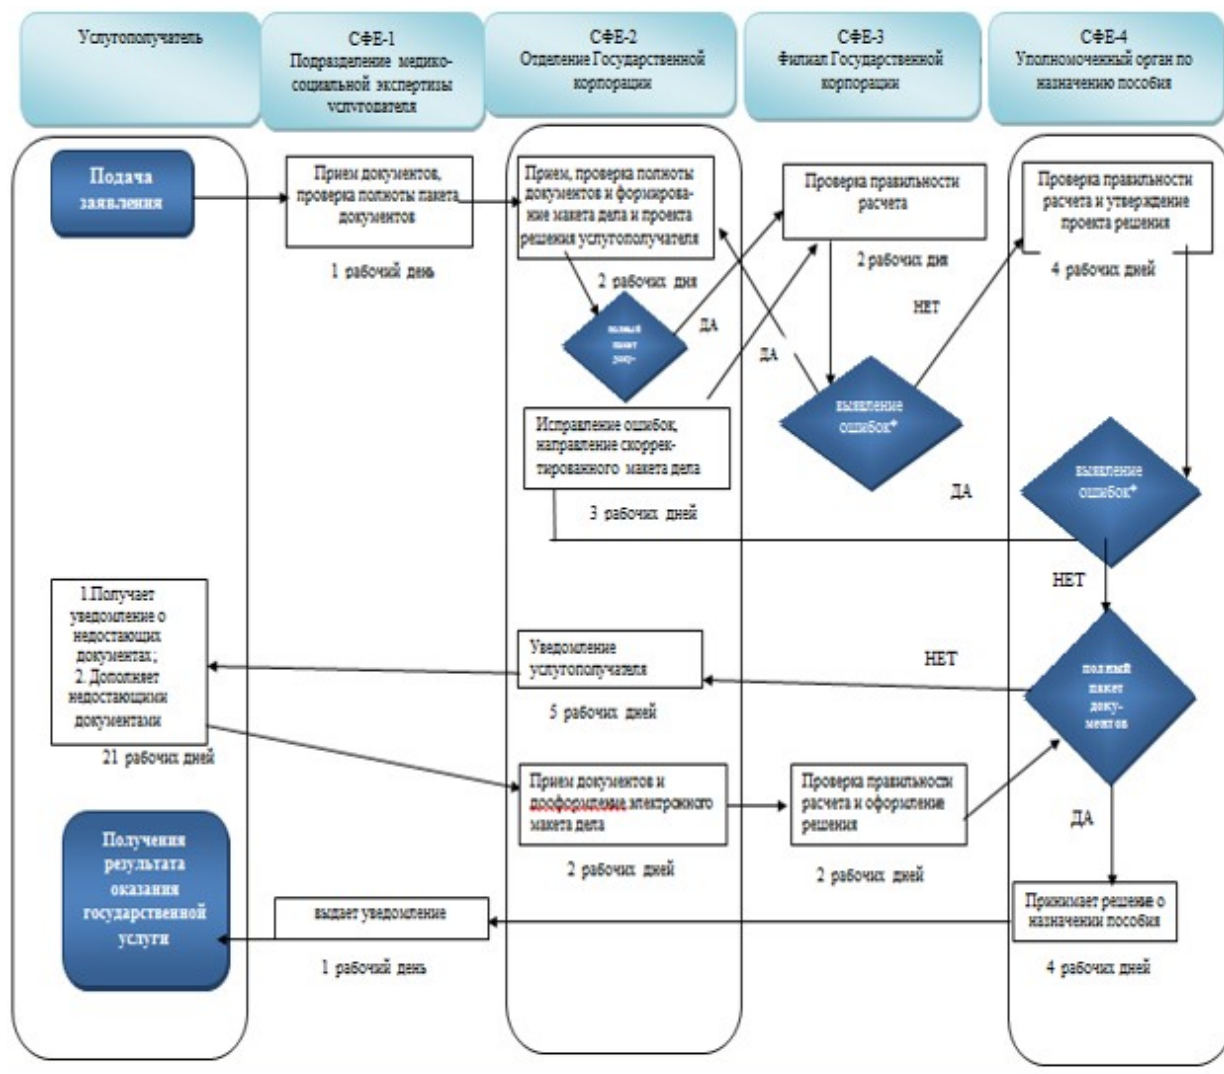 Услугополучатель
СФЕ-1
Подразделение медико-
социальной экспертизы
услугодателя
СФЕ-2
Отделение Государственной
корпорации
СФЕ-3
Филиал Государственной
корпорации
СФЕ-4
Уполномоченный орган по
назначению пособия
Подача
заявления
Прием документов,
проверка полноты пакета
документов
1 рабочий день
Прием, проверка полноты
документов и формирова-
ние макета дела и проекта
решения услугополучателя
2 рабочих дня
Проверка правильности
расчета
2 рабочих дня
Проверка правильности
расчета и утверждение
проекта решения
4 рабочих дней
полный
пакет
доку-
ДА
ДА
НЕТ
выявление
ошибок*
Исправление ошибок,
направление скоррек-
тированного макета дела
3 рабочих дней
ДА
выявление
ошибок*
НЕТ
1.Получает
уведомление о
недостающих
документах;
2. Дополняет
недостающими
документами
21 рабочих дней
Уведомление
услугополучателя
5 рабочих дней
НЕТ
полный
пакет
доку-
ментов
Прием документов и
дооформление электронного
макета дела
2 рабочих дней
Проверка правильности
расчета и оформление
решения
2 рабочих дней
ДА
Получения
результата
оказания
государственной
услуги
выдает уведомление
1 рабочий день
Принимает решение о
назначении пособия
4 рабочих дней